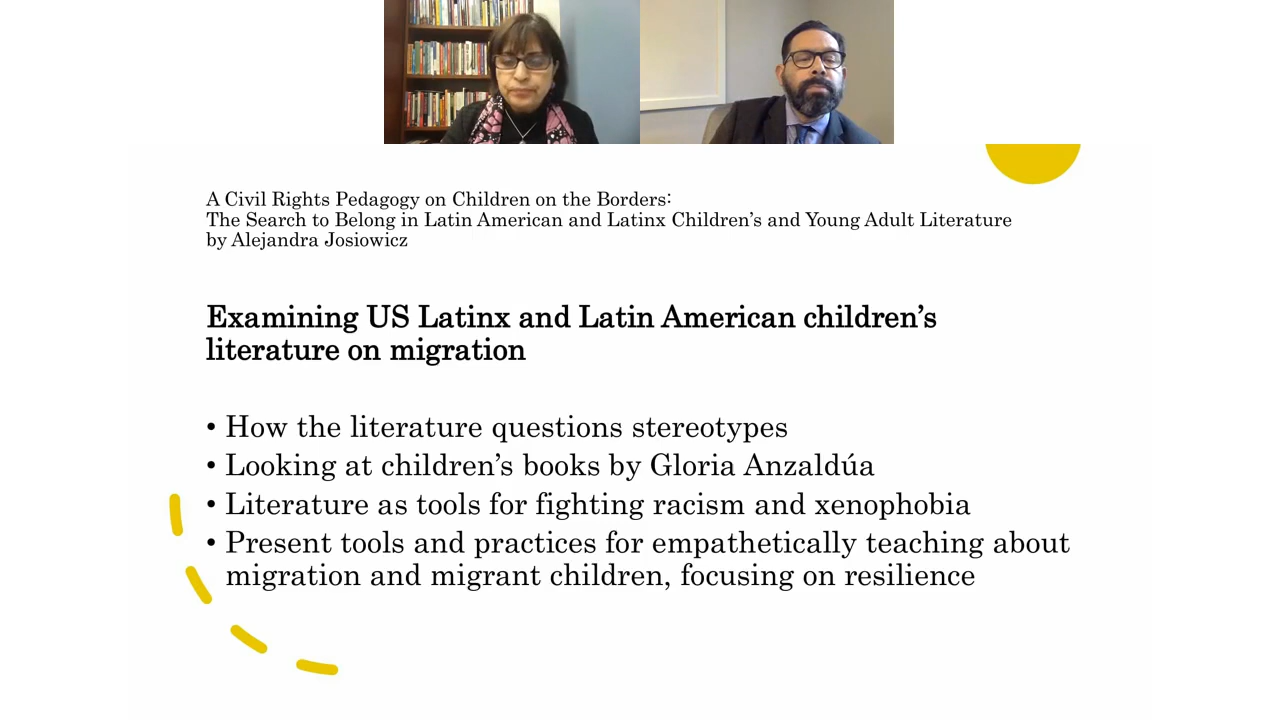 A Civil Rights Pedagogy on Children on the Borders:
The Search to Belong in Latin American and Latinx Children’s and Young Adult Literature
by Alejandra Josiowicz
Examining US Latinx and Latin American children’s
literature on migration
• How the literature questions stereotypes
• Looking at children’s books by Gloria Anzaldúa
• Literature as tools for fighting racism and xenophobia
• Present tools and practices for empathetically teaching about
migration and migrant children, focusing on resilience